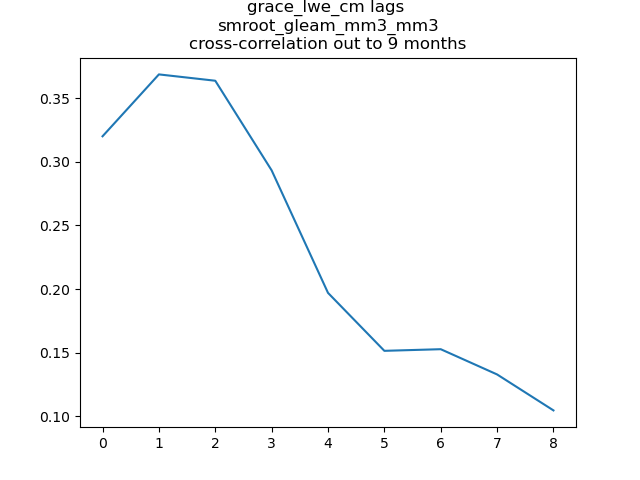 grace_lwe_cm lags
smroot_gleam_mm3_mm3
cross-correlation out to 9 months
0.35
0.30
0.25
0.20
0.15
0.10
0 1 2 3 4 5 6 7 8